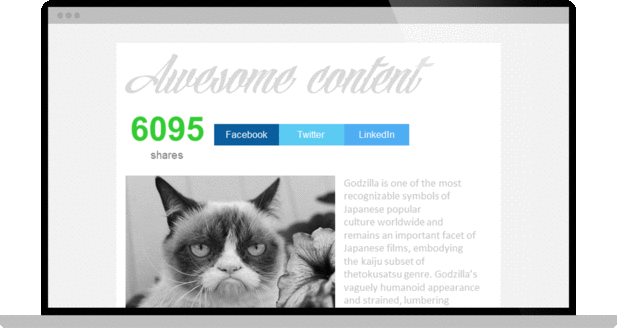 Awesome content
6095
shares
Facebook
Twitter
LinkedIn
Godzilla is one of the most
recognizable symbols of
Japanese popular
culture worldwide and
remains an important facet of
Japanese films, embodying
the kaiju subset of
thetokusatsu genre. Godzilla's
vaguely humanoid appearance
and strained, lumbering